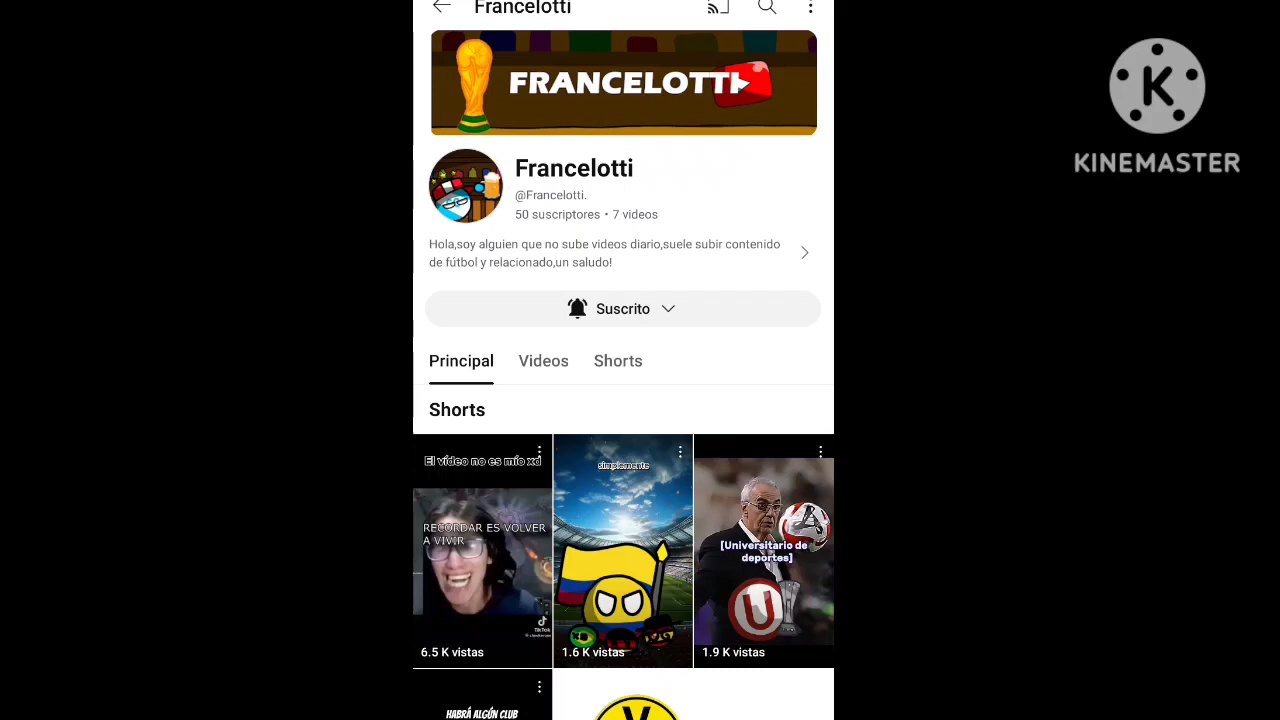 Francelotti
FRANCELOTTI
K
KINEMASTER
Francelotti
@Francelotti.
50 suscriptores • 7 videos
Hola,soy alguien que no sube videos diario,suele subir contenido
de fútbol y relacionado,un saludo!
Suscrito
Principal Videos Shorts
Shorts
El vídeo no es mío xd
RECORDAR ES VOLVER
A VIVIR
TikTok
6.5 K vistas
simplemente
1.6 K vistas
[Universitario de
deportes]
U
1.9 K vistas
HABRÁ ALGÚN CLUB
V